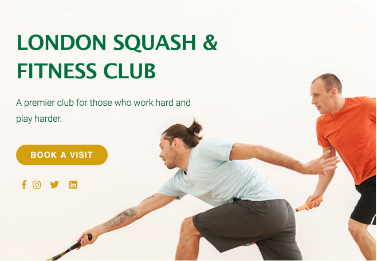 LONDON SQUASH &
FITNESS CLUB
A premier club for those who work hard and
play harder.
BOOK A VISIT